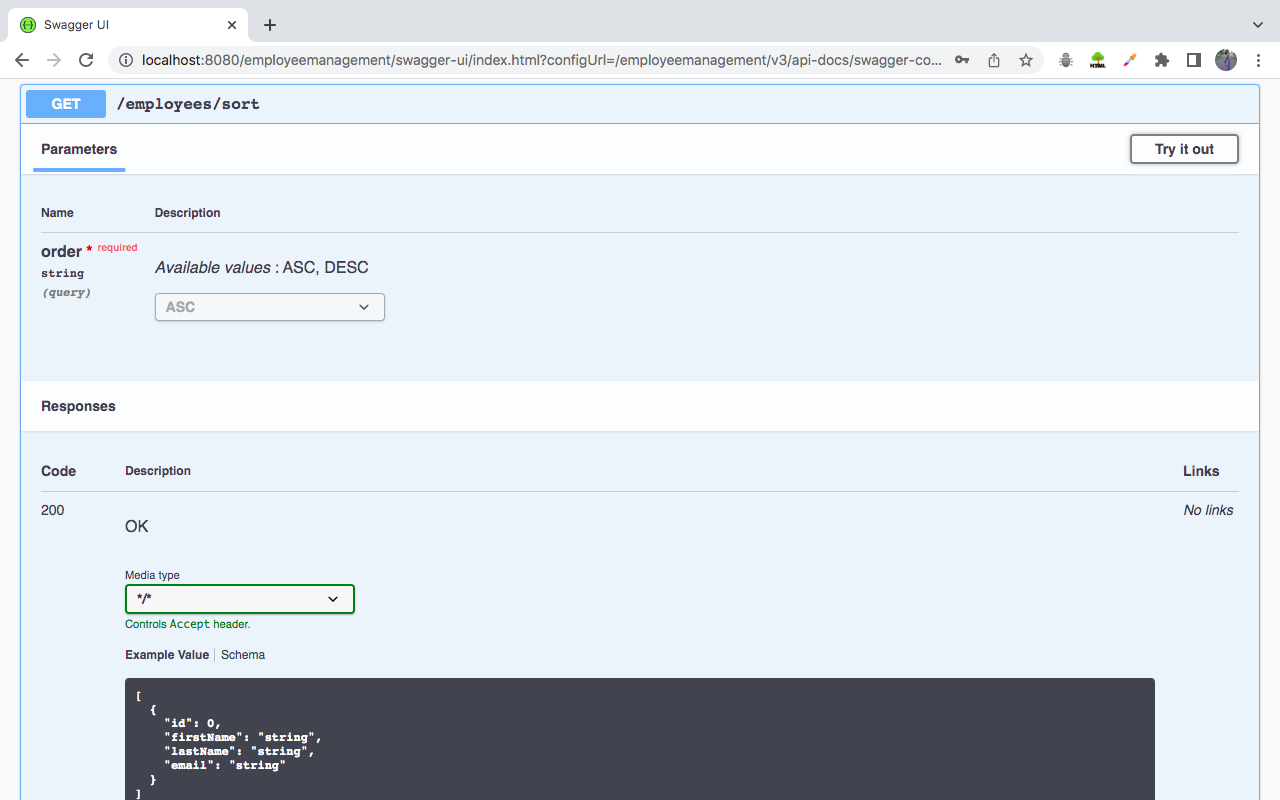 Swagger UI
localhost:8080/employeemanagement/swagger-ui/index.html?configUrl=/employeemanagement/v3/api-docs/swagger-co...
HTML
GET /employees/sort
Parameters
Try it out
Name Description
order * required
string
(query)
Available values : ASC, DESC
ASC
Responses
Code Description Links
200
OK
No links
Media type
*/*
Controls Accept header.
Example Value Schema
[
{
"id": 0,
"firstName": "string",
"lastName": "string",
"email": "string"
}
]